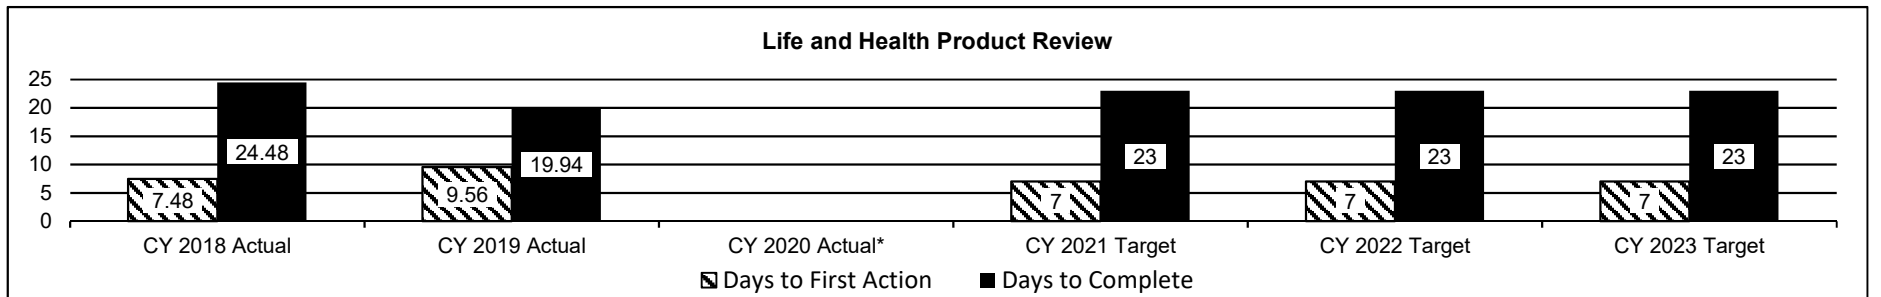 Life and Health Product Review
25
20
15
10
5
0
7.48
24.48
9.56
19.94
7
23
7
23
7
23
CY 2018 Actual
CY 2019 Actual
CY 2020 Actual*
CY 2021 Target
CY 2022 Target
CY 2023 Target
Days to First Action
Days to Complete